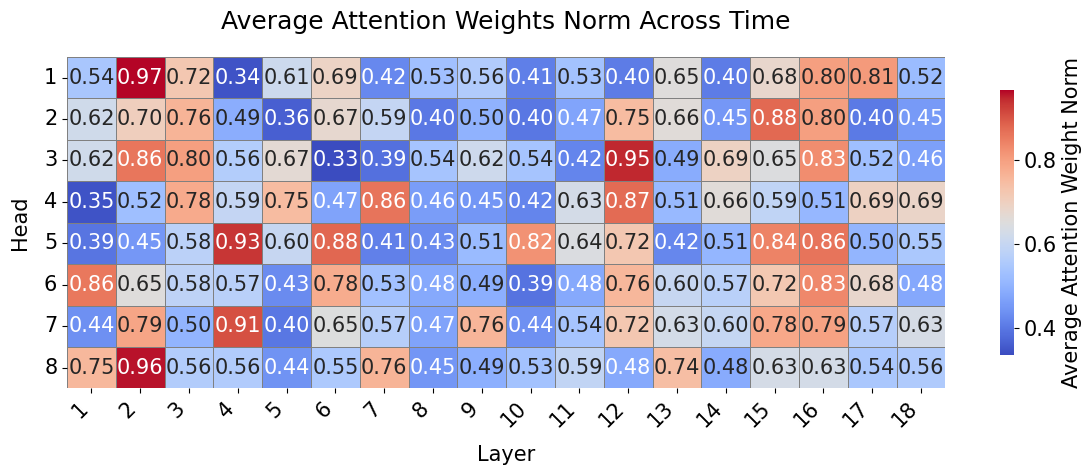 Average Attention Weights Norm Across Time
1 0.54 0.97 0.72 0.34 0.61 0.69 0.42 0.53 0.56 0.41 0.53 0.40 0.65 0.40 0.68 0.80 0.81 0.52
2 0.62 0.70 0.76 0.49 0.36 0.67 0.59 0.40 0.50 0.40 0.47 0.75 0.66 0.45 0.88 0.80 0.40 0.45
3 0.62 0.86 0.80 0.56 0.67 0.33 0.39 0.54 0.62 0.54 0.42 0.95 0.49 0.69 0.65 0.83 0.52 0.46
4 0.35 0.52 0.78 0.59 0.75 0.47 0.86 0.46 0.45 0.42 0.63 0.87 0.51 0.66 0.59 0.51 0.69 0.69
5 0.39 0.45 0.58 0.93 0.60 0.88 0.41 0.43 0.51 0.82 0.64 0.72 0.42 0.51 0.84 0.86 0.50 0.55
6 0.86 0.65 0.58 0.57 0.43 0.78 0.53 0.48 0.49 0.39 0.48 0.76 0.60 0.57 0.72 0.83 0.68 0.48
7 0.44 0.79 0.50 0.91 0.40 0.65 0.57 0.47 0.76 0.44 0.54 0.72 0.63 0.60 0.78 0.79 0.57 0.63
8 0.75 0.96 0.56 0.56 0.44 0.55 0.76 0.45 0.49 0.53 0.59 0.48 0.74 0.48 0.63 0.63 0.54 0.56
1 2 3 4 5 6 7 8 9 10 11 12 13 14 15 16 17 18
Layer
Head
0.8
0.6
0.4
Average Attention Weight Norm